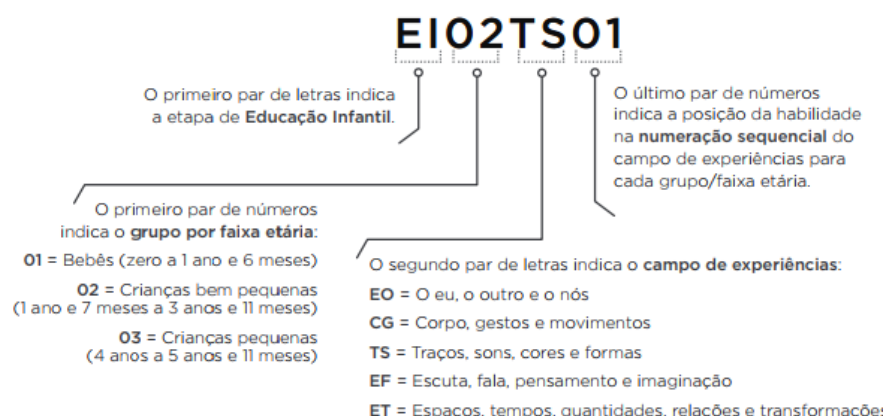 EI02TS01
O primeiro par de letras indica
a etapa de Educação Infantil.
O último par de números
indica a posição da habilidade
na numeração sequencial do
campo de experiências para
cada grupo/faixa etária.
O primeiro par de números
indica o grupo por faixa etária:
01 = Bebês (zero a 1 ano e 6 meses)
02 = Crianças bem pequenas
(1 ano e 7 meses a 3 anos e 11 meses)
03 = Crianças pequenas
(4 anos a 5 anos e 11 meses)
O segundo par de letras indica o campo de experiências:
EO = O eu, o outro e o nós
CG = Corpo, gestos e movimentos
TS = Traços, sons, cores e formas
EF = Escuta, fala, pensamento e imaginação
ET = Espaços, tempos, quantidades, relações e transformações